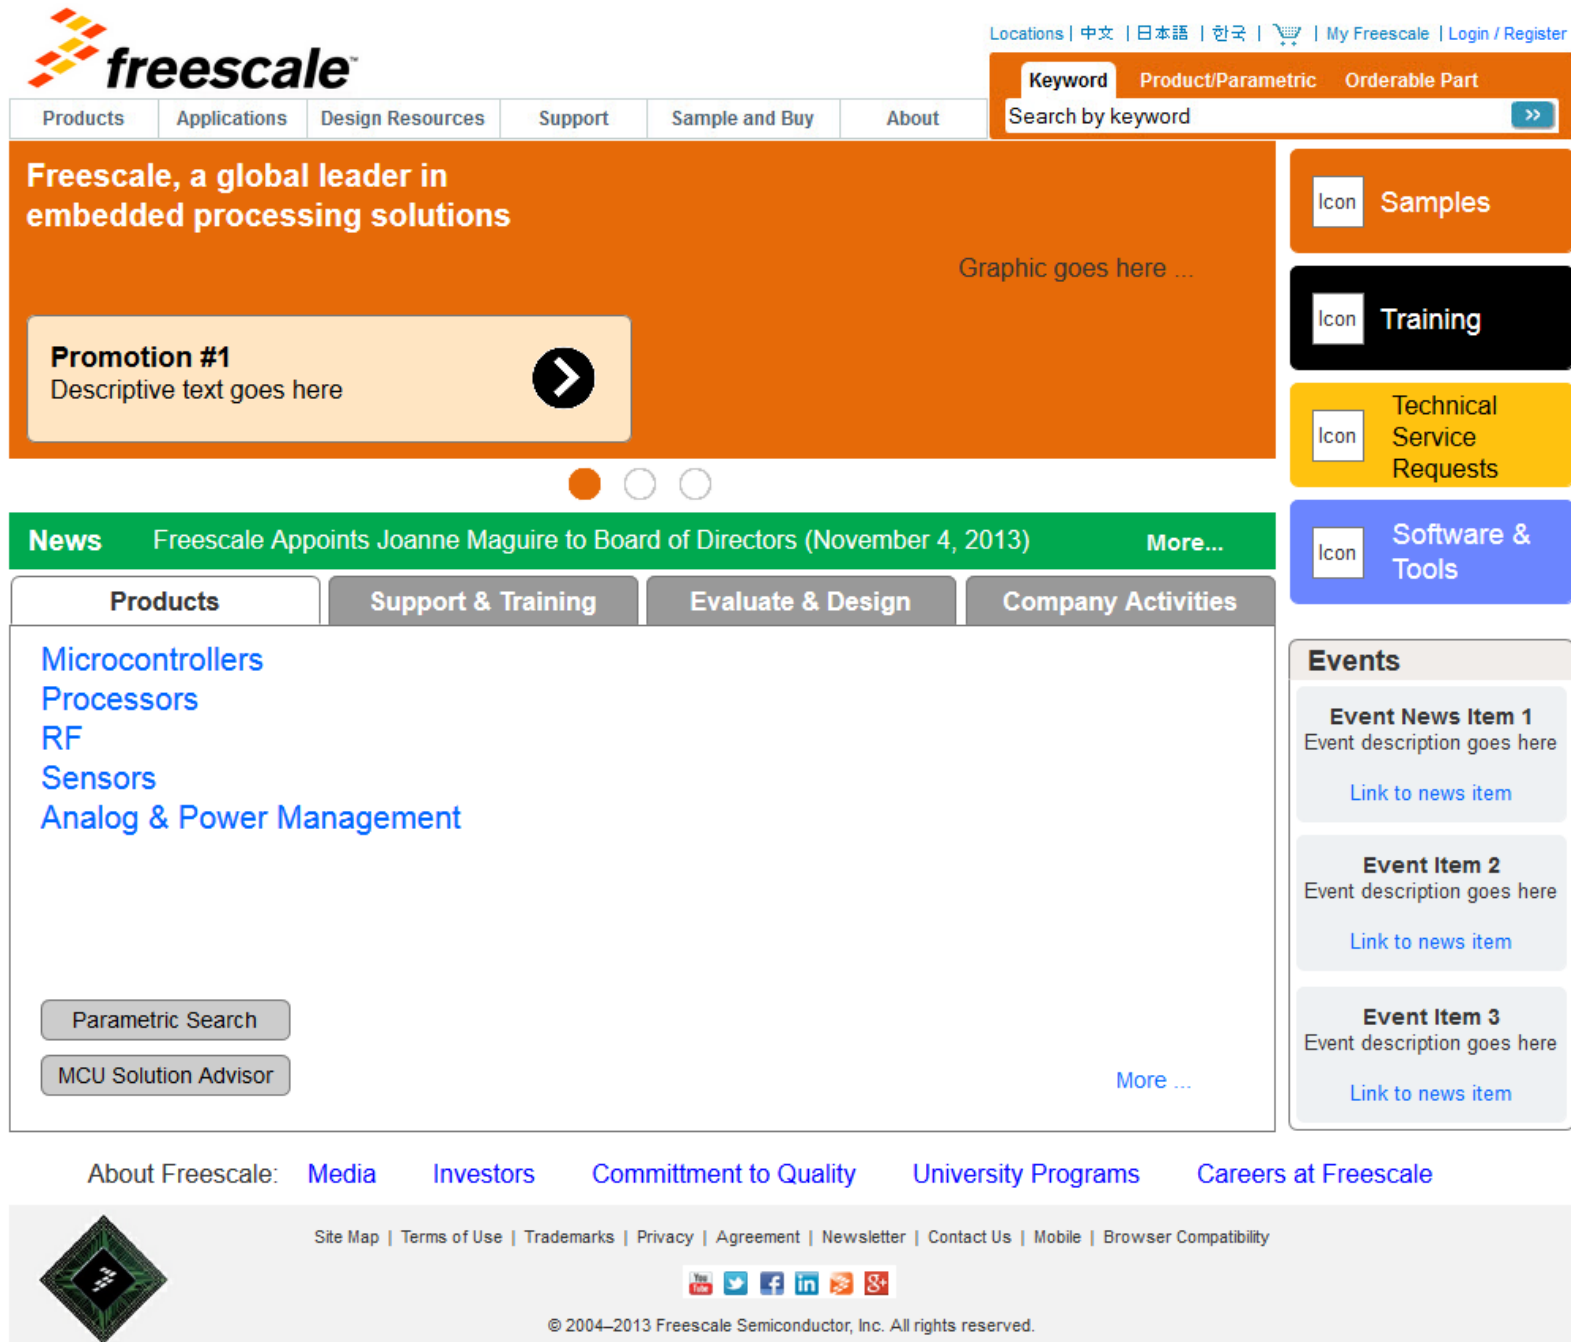 freescale™
Locations | 中文 | 日本語 | 한국 | | My Freescale | Login / Register
Keyword Product/Parametric Orderable Part
Search by keyword >>
Products Applications Design Resources Support Sample and Buy About
Freescale, a global leader in
embedded processing solutions
Graphic goes here ...
Promotion #1
Descriptive text goes here
Icon Samples
Icon Training
Icon Technical
Service
Requests
Icon Software &
Tools
News Freescale Appoints Joanne Maguire to Board of Directors (November 4, 2013) More...
Products Support & Training Evaluate & Design Company Activities
Microcontrollers
Processors
RF
Sensors
Analog & Power Management
Parametric Search
MCU Solution Advisor
More ...
Events
Event News Item 1
Event description goes here
Link to news item
Event Item 2
Event description goes here
Link to news item
Event Item 3
Event description goes here
Link to news item
About Freescale: Media Investors Committment to Quality University Programs Careers at Freescale
Site Map | Terms of Use | Trademarks | Privacy | Agreement | Newsletter | Contact Us | Mobile | Browser Compatibility
You Tube f in g+
© 2004–2013 Freescale Semiconductor, Inc. All rights reserved.